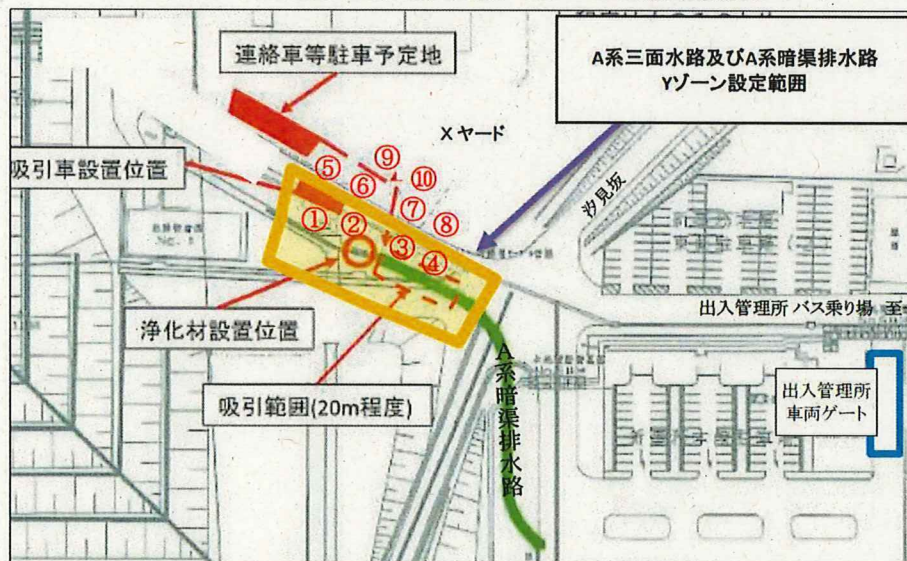 連絡車等駐車予定地
A系三面水路及びA系暗渠排水路
Yゾーン設定範囲
Xヤード
吸引車設置位置
汐見坂
⑨
⑩
⑤
⑥
⑦
⑧
①
②
③
④
出入管理所 バス乗り場 至
浄化材設置位置
吸引範囲(20m程度)
A系暗渠排水路
出入管理所
車両ゲート